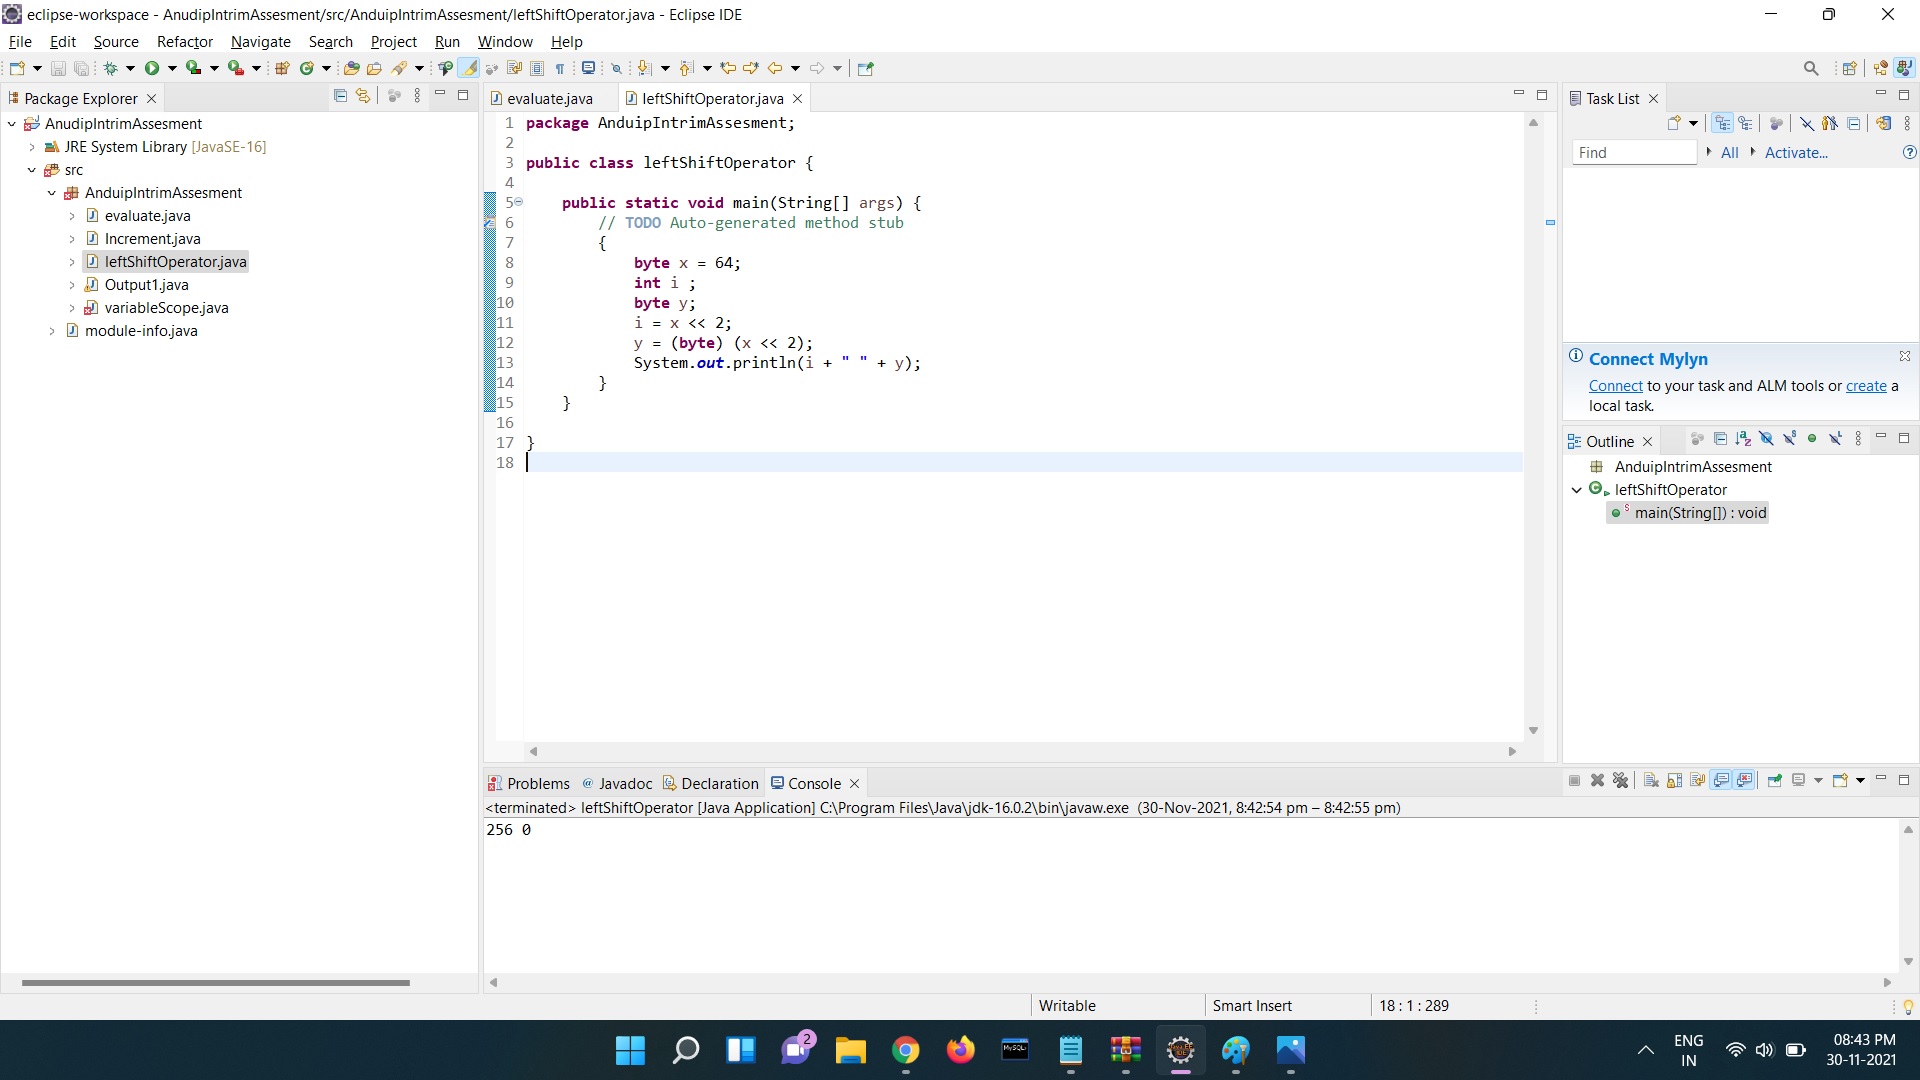 eclipse-workspace - AnudipIntrimAssesment/src/AnduipIntrimAssesment/leftShiftOperator.java - Eclipse IDE
File Edit Source Refactor Navigate Search Project Run Window Help
Package Explorer
AnudipIntrimAssesment
JRE System Library [JavaSE-16]
src
AnduipIntrimAssesment
evaluate.java
Increment.java
leftShiftOperator.java
Output1.java
variableScope.java
module-info.java
evaluate.java leftShiftOperator.java
1 package AnduipIntrimAssesment;
2
3 public class leftShiftOperator {
4
5 public static void main(String[] args) {
6 // TODO Auto-generated method stub
7 {
8 byte x = 64;
9 int i ;
10 byte y;
11 i = x << 2;
12 y = (byte) (x << 2);
13 System.out.println(i + " " + y);
14 }
15 }
16
17 }
18
Task List
Find All Activate...
Connect Mylyn
Connect to your task and ALM tools or create a
local task.
Outline
AnduipIntrimAssesment
leftShiftOperator
main(String[]) : void
Problems Javadoc Declaration Console
<terminated> leftShiftOperator [Java Application] C:\Program Files\Java\jdk-16.0.2\bin\javaw.exe (30-Nov-2021, 8:42:54 pm – 8:42:55 pm)
256 0
Writable Smart Insert 18 : 1 : 289
2
MySQL
ENG
IN
08:43 PM
30-11-2021